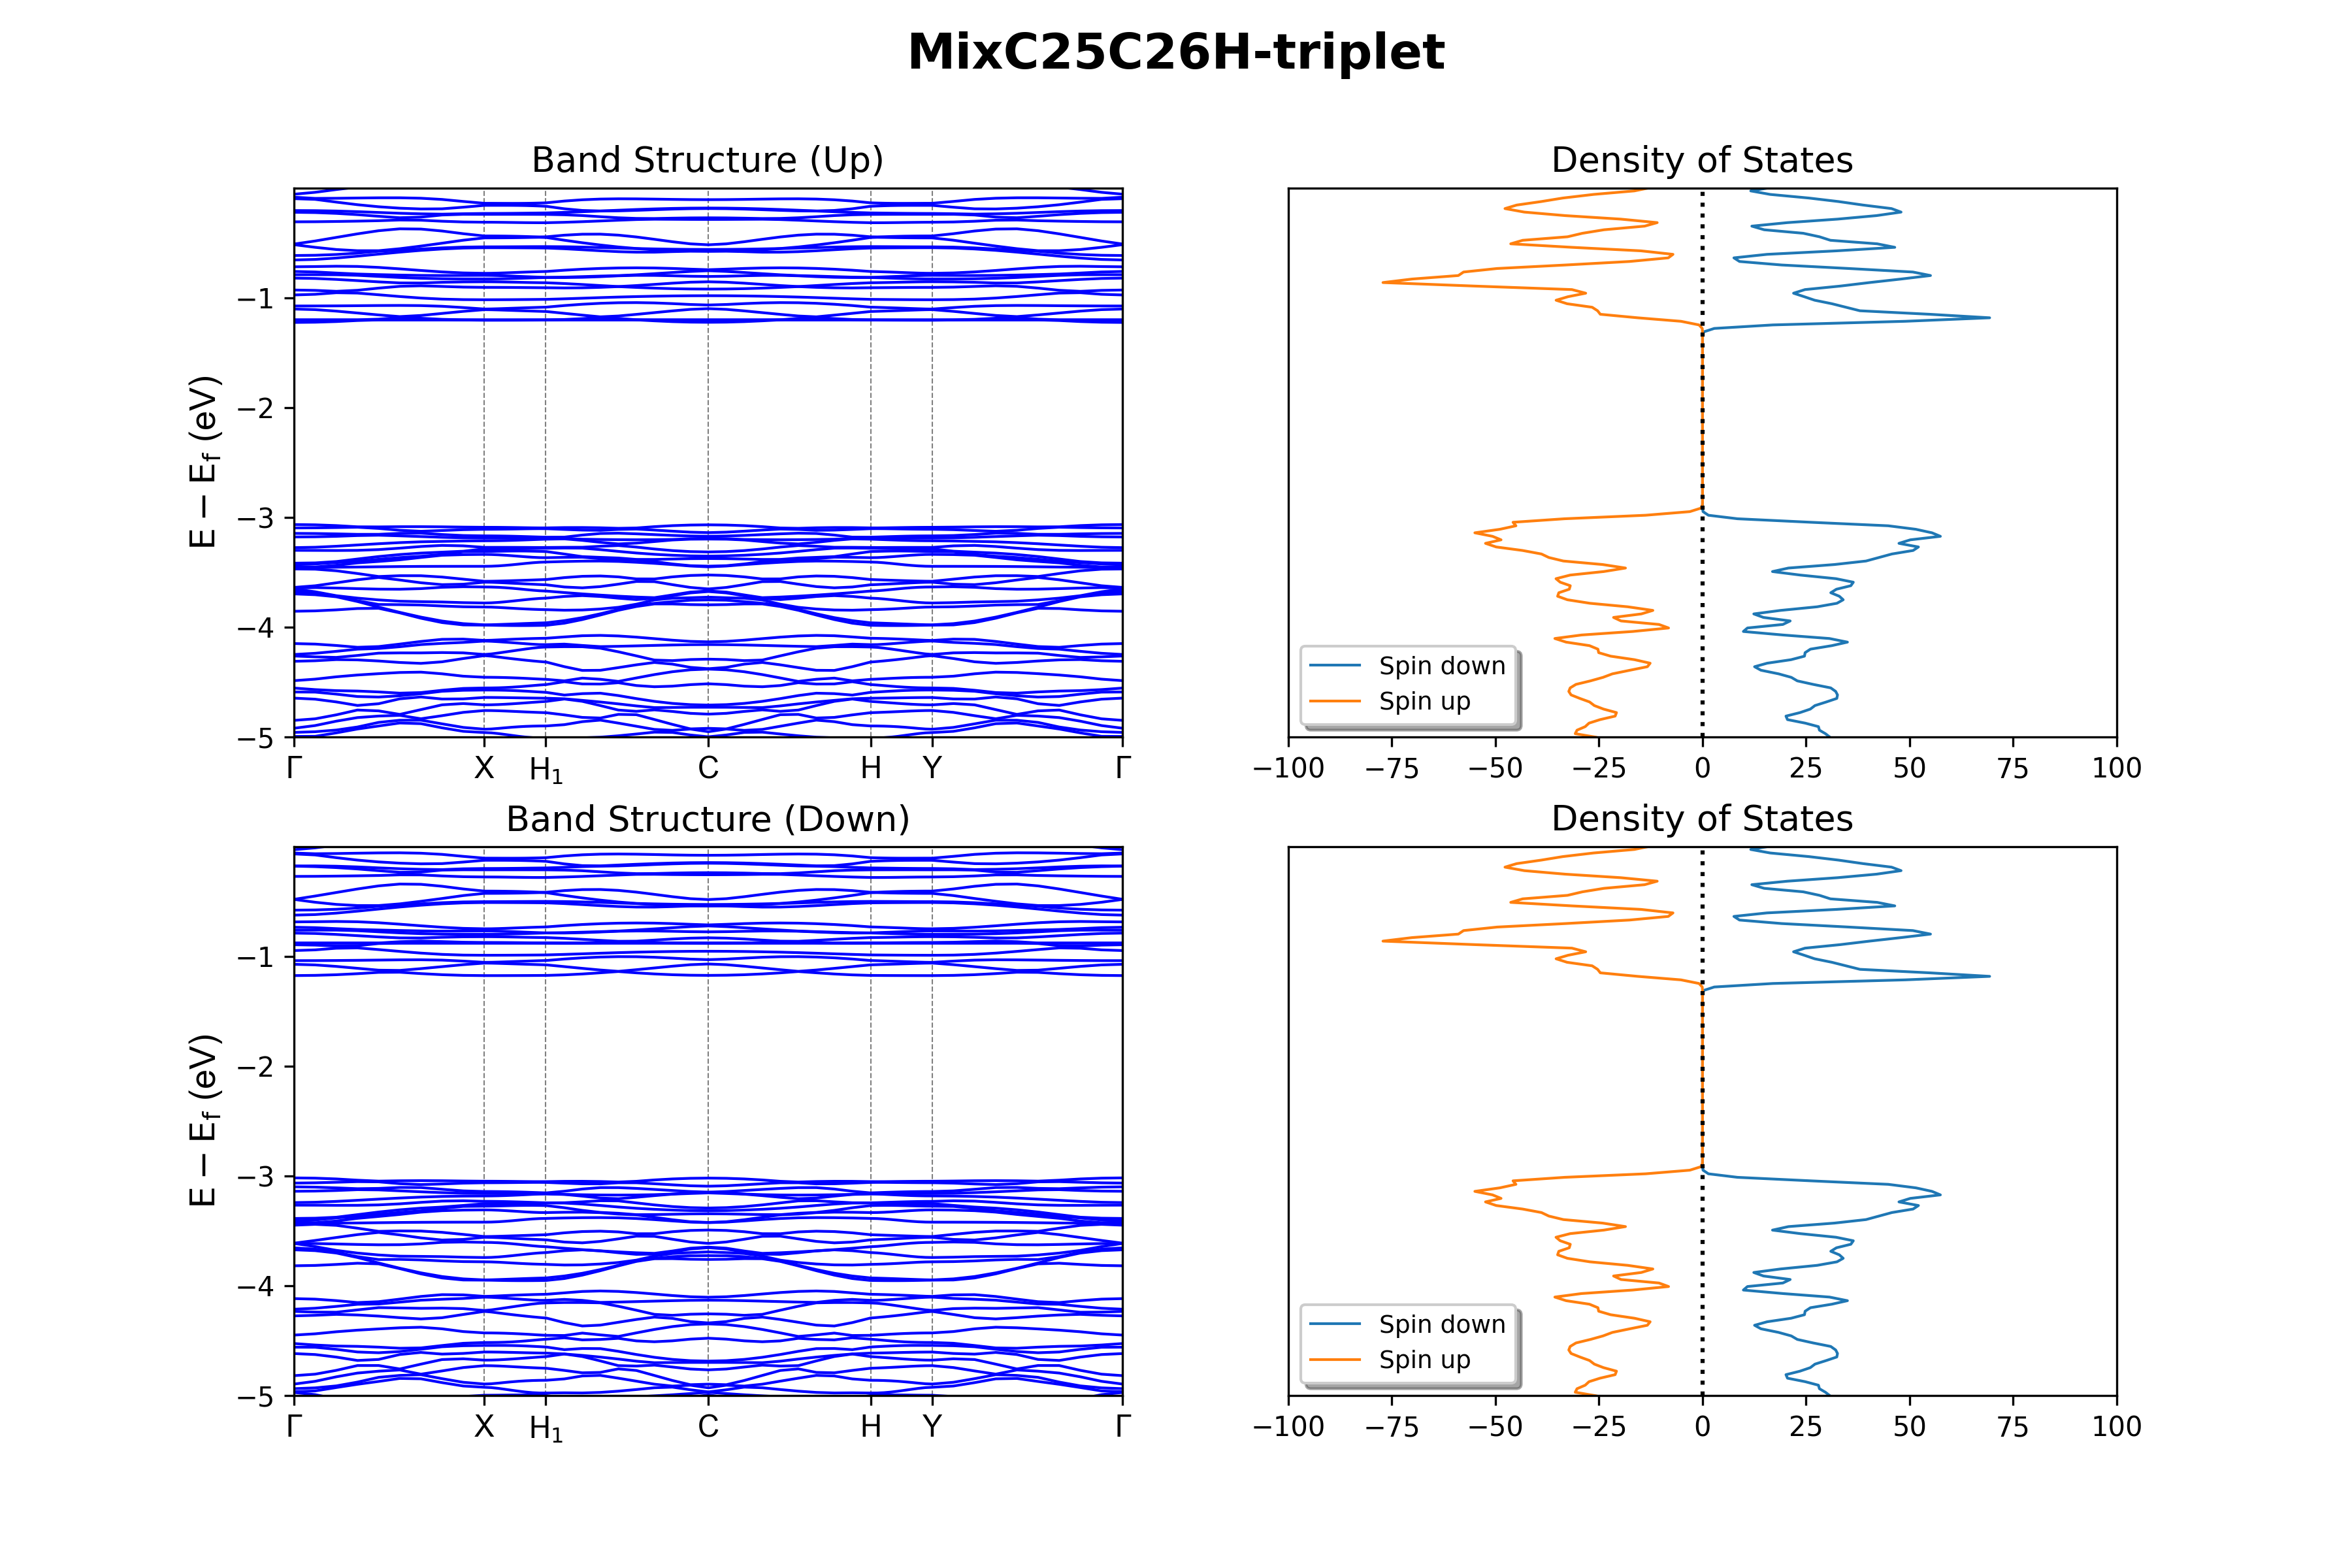 MixC25C26H-triplet
Band Structure (Up)
E − E_f (eV)
−1
−2
−3
−4
−5
Γ X H₁ C H Y Γ
Density of States
Spin down
Spin up
−100 −75 −50 −25 0 25 50 75 100
Band Structure (Down)
E − E_f (eV)
−1
−2
−3
−4
−5
Γ X H₁ C H Y Γ
Density of States
Spin down
Spin up
−100 −75 −50 −25 0 25 50 75 100